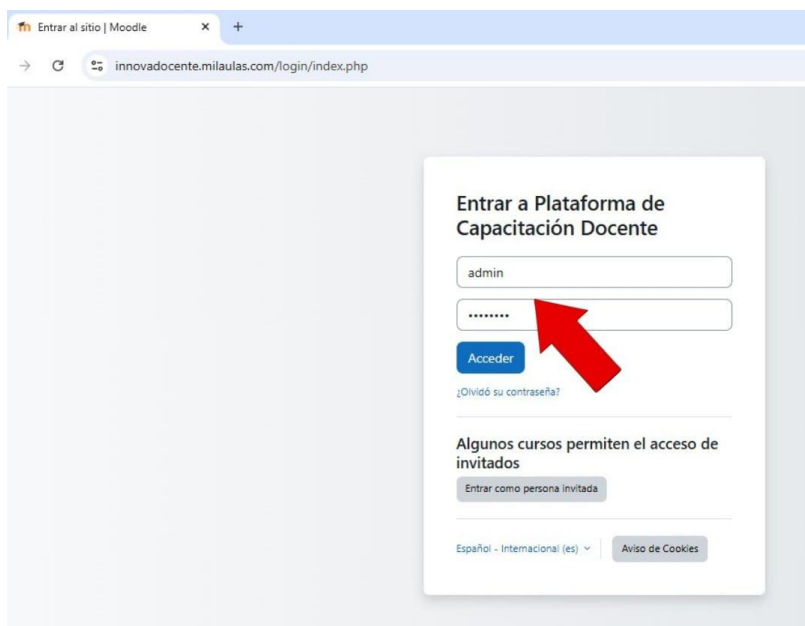 Entrar al sitio | Moodle
innovadocente.milaulas.com/login/index.php
Entrar a Plataforma de
Capacitación Docente
admin
••••••••
Acceder
¿Olvidó su contraseña?
Algunos cursos permiten el acceso de
invitados
Entrar como persona invitada
Español - Internacional (es)
Aviso de Cookies